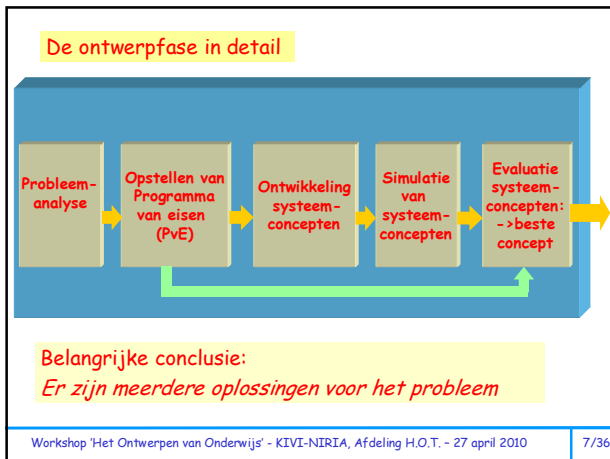 De ontwerpfase in detail
Probleem-
analyse
Opstellen van
Programma
van eisen
(PvE)
Ontwikkeling
systeem-
concepten
Simulatie
van
systeem-
concepten
Evaluatie
systeem-
concepten:
->beste
concept
Belangrijke conclusie:
Er zijn meerdere oplossingen voor het probleem
Workshop 'Het Ontwerpen van Onderwijs' - KIVI-NIRIA, Afdeling H.O.T. – 27 april 2010
7/36